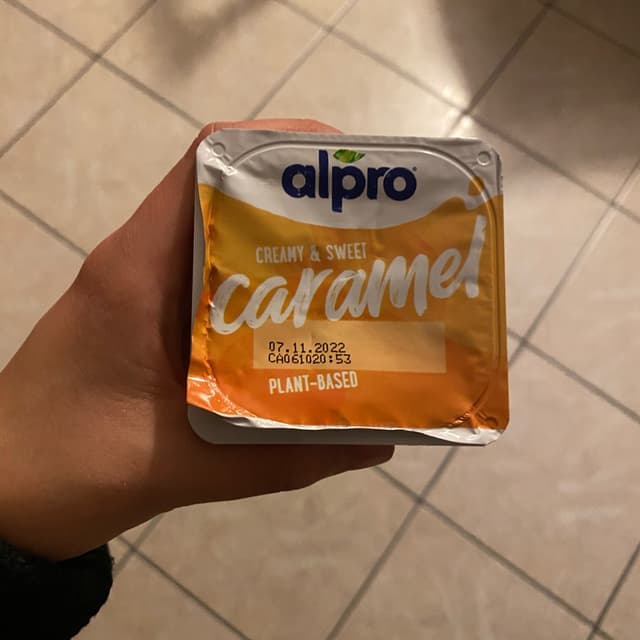 alpro
CREAMY & SWEET
caramel
07.11.2022
CA061020:53
PLANT-BASED